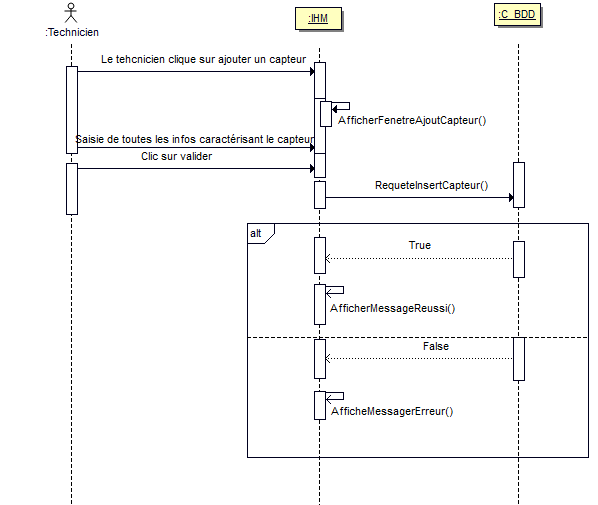 :Technicien
:IHM
:C_BDD
Le tehcnicien clique sur ajouter un capteur
AfficherFenetreAjoutCapteur()
Saisie de toutes les infos caractérisant le capteur
Clic sur valider
RequeteInsertCapteur()
alt
True
AfficherMessageReussi()
False
AfficheMessagerErreur()